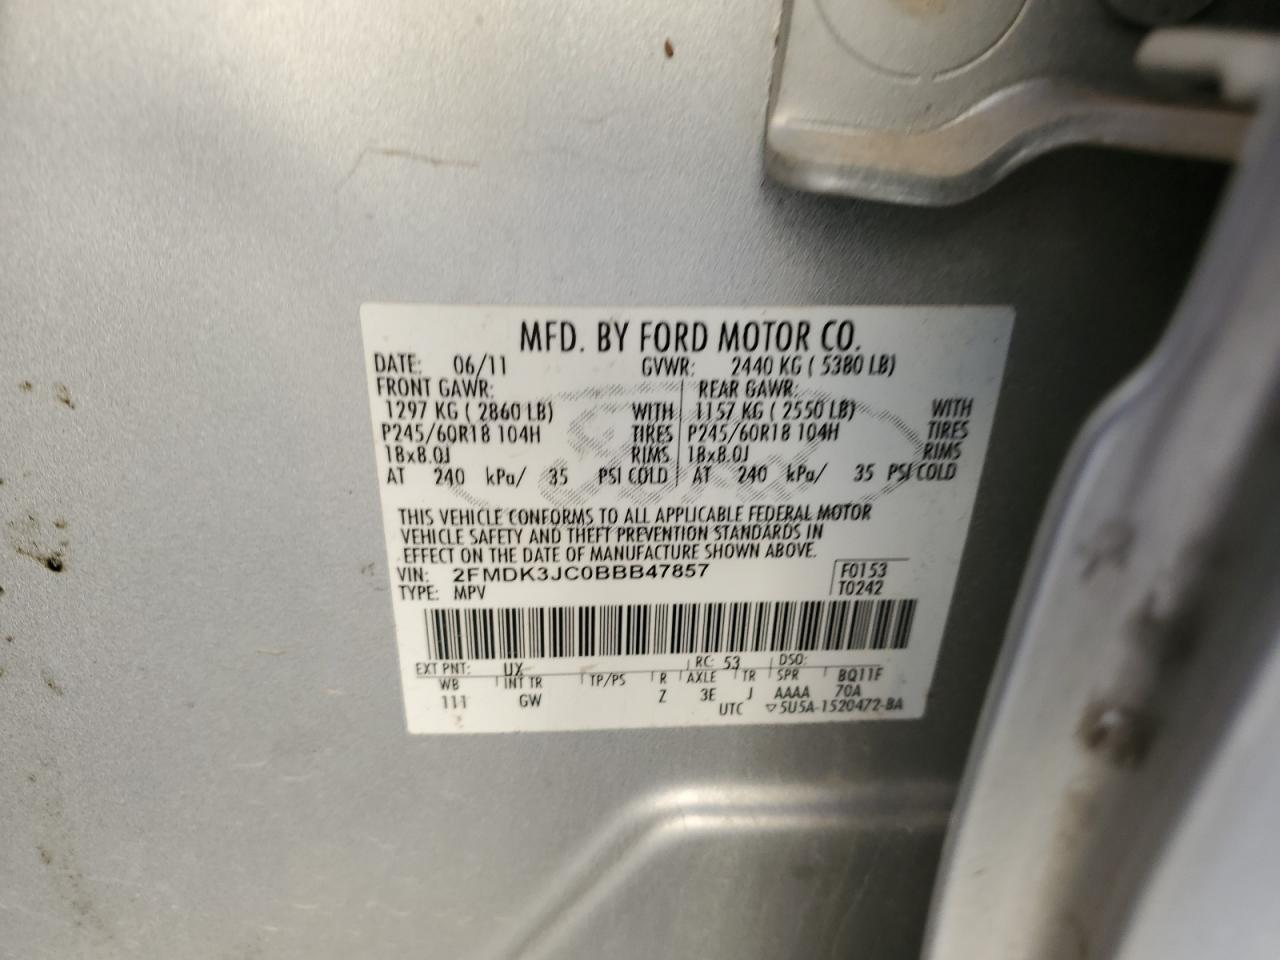 MFD. BY FORD MOTOR CO.
DATE: 06/11 GVWR: 2440 KG ( 5380 LB)
FRONT GAWR: REAR GAWR:
1297 KG ( 2860 LB) WITH 1157 KG ( 2550 LB) WITH
P245/60R18 104H TIRES P245/60R18 104H TIRES
18x8.0J RIMS 18x8.0J RIMS
AT 240 kPa/ 35 PSI COLD AT 240 kPa/ 35 PSI COLD
THIS VEHICLE CONFORMS TO ALL APPLICABLE FEDERAL MOTOR
VEHICLE SAFETY AND THEFT PREVENTION STANDARDS IN
EFFECT ON THE DATE OF MANUFACTURE SHOWN ABOVE.
VIN: 2FMDK3JC0BBB47857 F0153
TYPE: MPV T0242
EXT PNT: UX RC: 53 DSO:
WB INT TR TP/PS R AXLE TR SPR BQ11F
111 GW Z 3E J AAAA 70A
UTC ▽5U5A-1520472-BA